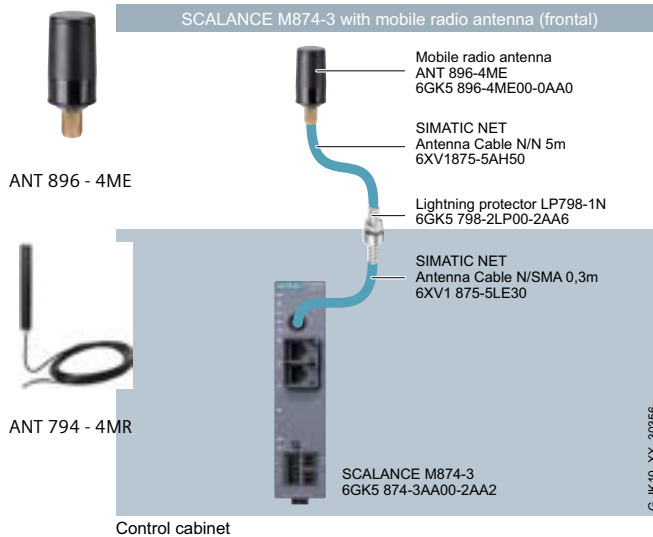 SCALANCE M874-3 with mobile radio antenna (frontal)
Mobile radio antenna
ANT 896-4ME
6GK5 896-4ME00-0AA0
SIMATIC NET
Antenna Cable N/N 5m
6XV1875-5AH50
ANT 896 - 4ME
Lightning protector LP798-1N
6GK5 798-2LP00-2AA6
SIMATIC NET
Antenna Cable N/SMA 0,3m
6XV1 875-5LE30
ANT 794 - 4MR
SCALANCE M874-3
6GK5 874-3AA00-2AA2
Control cabinet